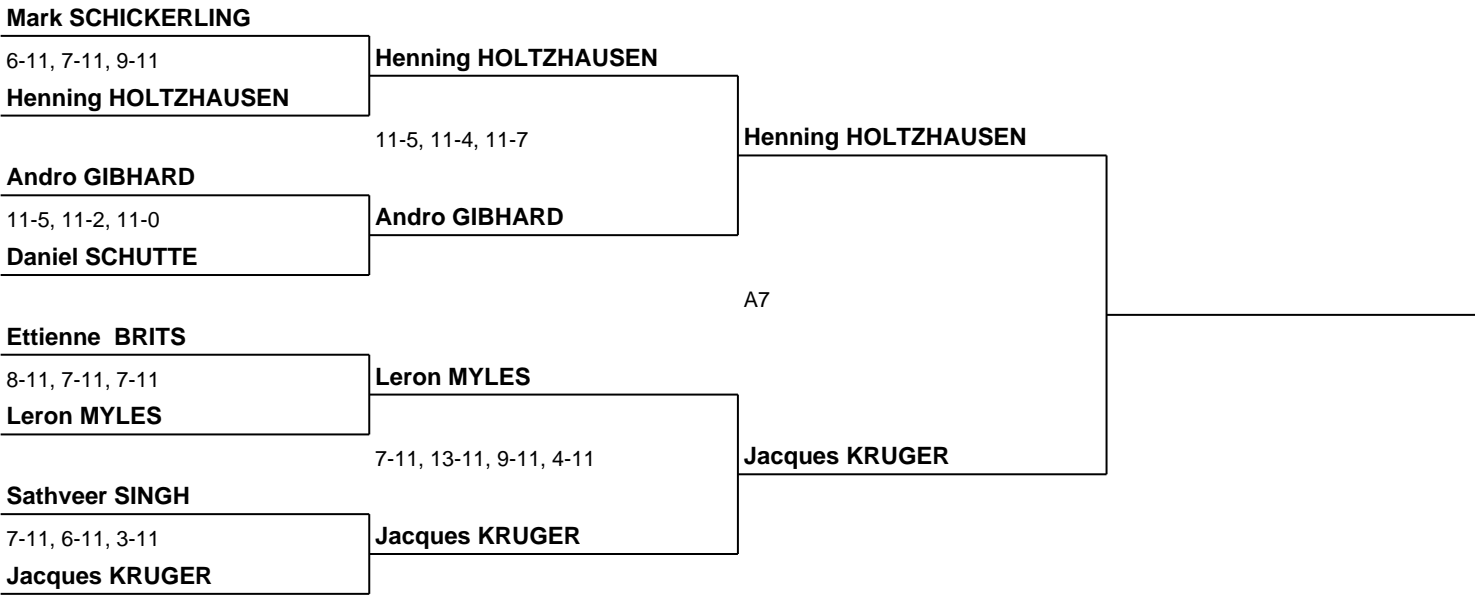 Mark SCHICKERLING
6-11, 7-11, 9-11
Henning HOLTZHAUSEN
Henning HOLTZHAUSEN
11-5, 11-4, 11-7
Henning HOLTZHAUSEN
Andro GIBHARD
11-5, 11-2, 11-0
Andro GIBHARD
Daniel SCHUTTE
A7
Ettienne  BRITS
8-11, 7-11, 7-11
Leron MYLES
Leron MYLES
7-11, 13-11, 9-11, 4-11
Jacques KRUGER
Sathveer SINGH
7-11, 6-11, 3-11
Jacques KRUGER
Jacques KRUGER